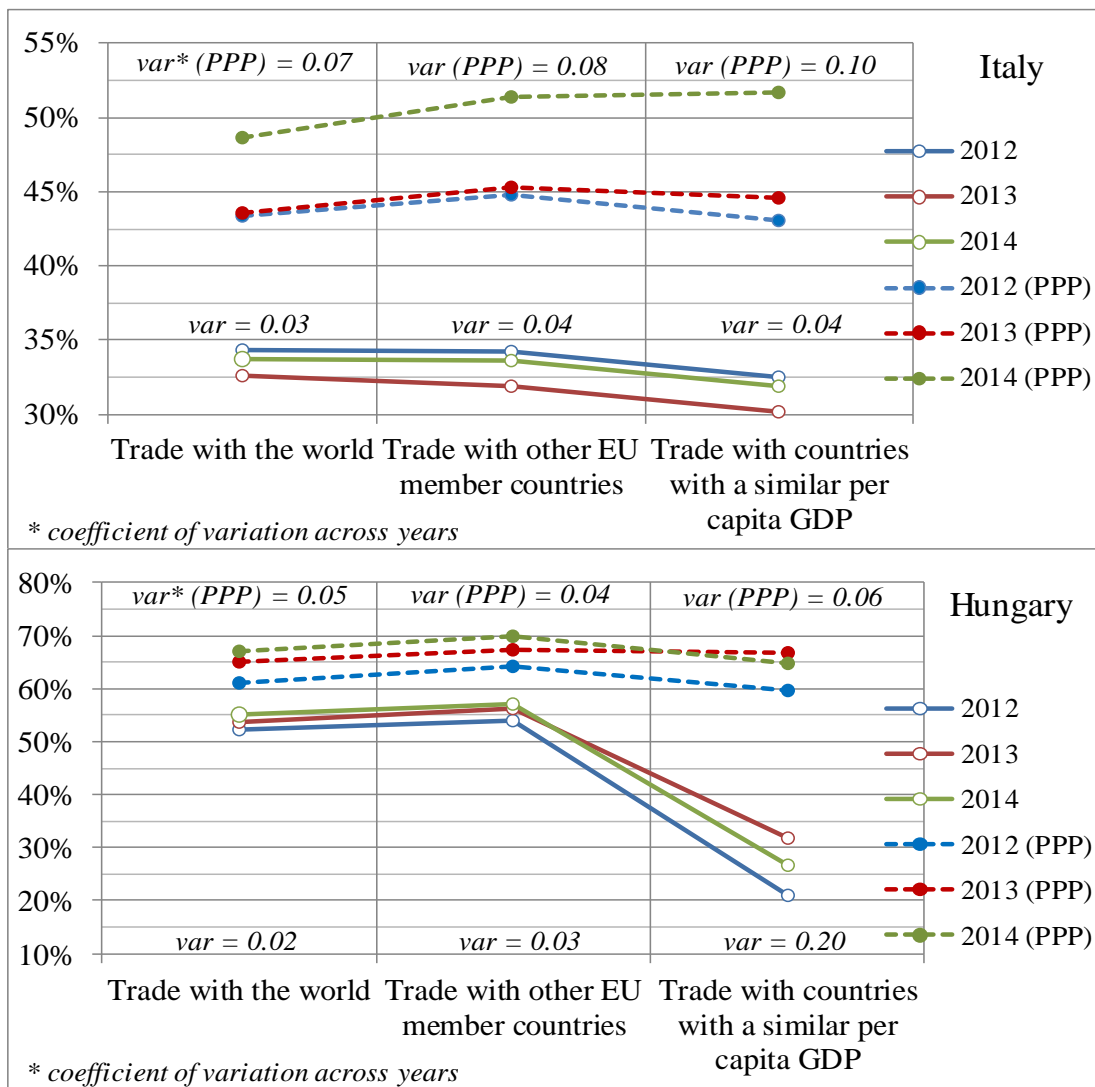 55%
50%
45%
40%
35%
30%
var* (PPP) = 0.07
var (PPP) = 0.08
var (PPP) = 0.10
Italy
2012
2013
2014
2012 (PPP)
2013 (PPP)
2014 (PPP)
var = 0.03
var = 0.04
var = 0.04
Trade with the world
Trade with other EU
member countries
Trade with countries
with a similar per
capita GDP
* coefficient of variation across years
80%
70%
60%
50%
40%
30%
20%
10%
var* (PPP) = 0.05
var (PPP) = 0.04
var (PPP) = 0.06
Hungary
2012
2013
2014
2012 (PPP)
2013 (PPP)
2014 (PPP)
var = 0.02
var = 0.03
var = 0.20
Trade with the world
Trade with other EU
member countries
Trade with countries
with a similar per
capita GDP
* coefficient of variation across years